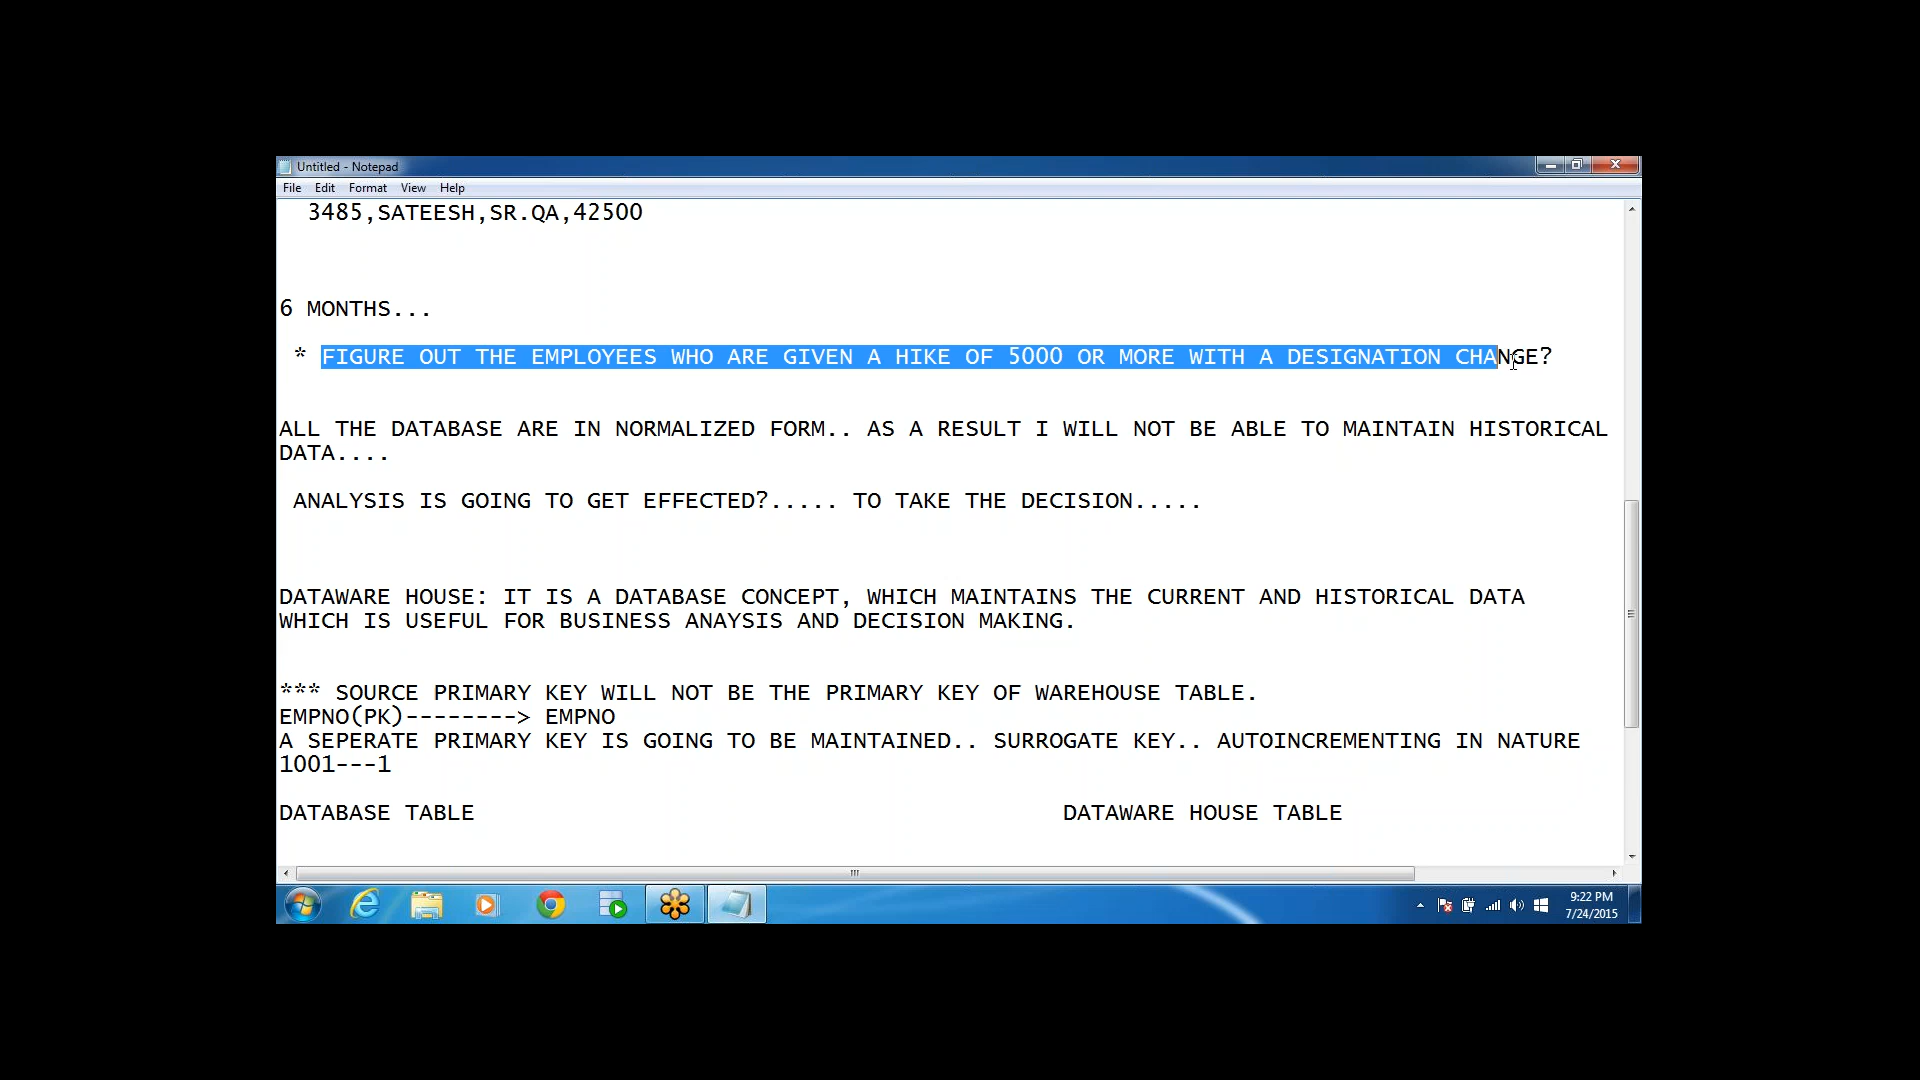 Untitled - Notepad
File Edit Format View Help
3485,SATEESH,SR.QA,42500
6 MONTHS...
* FIGURE OUT THE EMPLOYEES WHO ARE GIVEN A HIKE OF 5000 OR MORE WITH A DESIGNATION CHANGE?
ALL THE DATABASE ARE IN NORMALIZED FORM.. AS A RESULT I WILL NOT BE ABLE TO MAINTAIN HISTORICAL
DATA....
ANALYSIS IS GOING TO GET EFFECTED?..... TO TAKE THE DECISION.....
DATAWARE HOUSE: IT IS A DATABASE CONCEPT, WHICH MAINTAINS THE CURRENT AND HISTORICAL DATA
WHICH IS USEFUL FOR BUSINESS ANAYSIS AND DECISION MAKING.
*** SOURCE PRIMARY KEY WILL NOT BE THE PRIMARY KEY OF WAREHOUSE TABLE.
EMPNO(PK)--------> EMPNO
A SEPERATE PRIMARY KEY IS GOING TO BE MAINTAINED.. SURROGATE KEY.. AUTOINCREMENTING IN NATURE
1001---1
DATABASE TABLE DATAWARE HOUSE TABLE
9:22 PM
7/24/2015